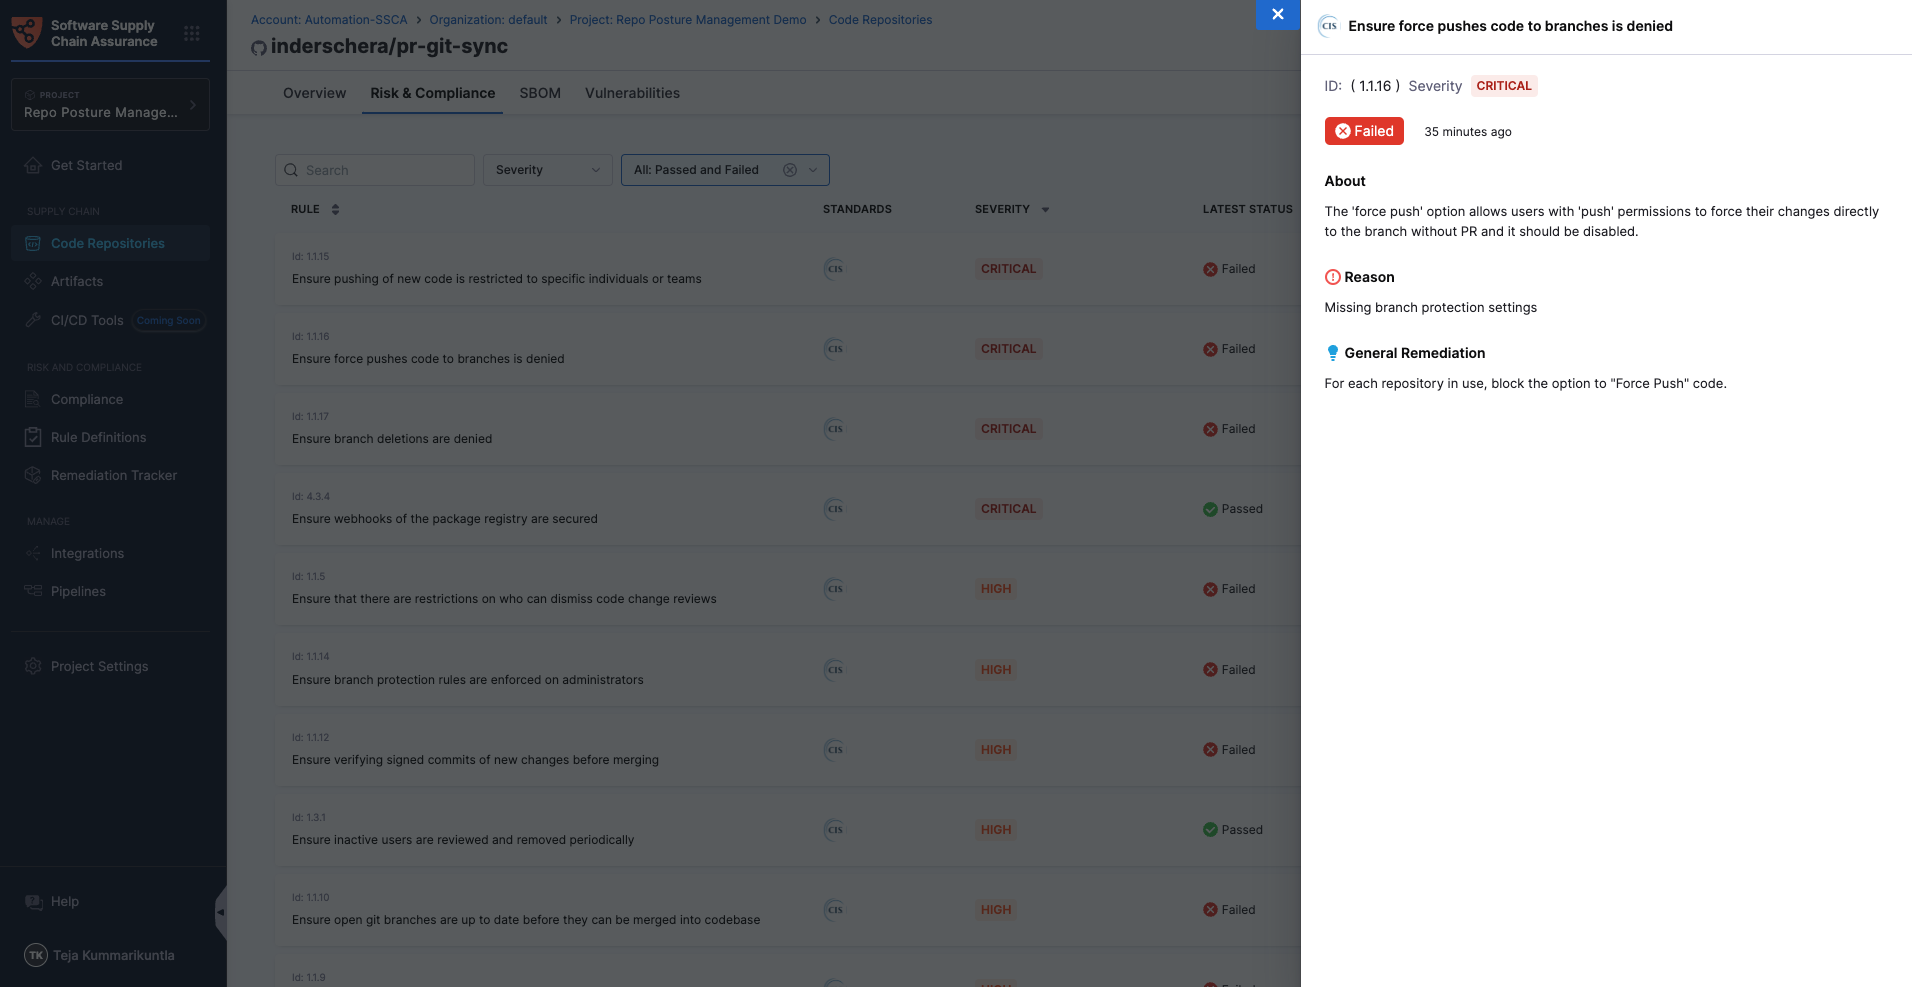 Software Supply
Chain Assurance
PROJECT
Repo Posture Manage...
Get Started
SUPPLY CHAIN
Code Repositories
Artifacts
CI/CD Tools Coming Soon
RISK AND COMPLIANCE
Compliance
Rule Definitions
Remediation Tracker
MANAGE
Integrations
Pipelines
Project Settings
Help
TK Teja Kummarikuntla
Account: Automation-SSCA > Organization: default > Project: Repo Posture Management Demo > Code Repositories
inderschera/pr-git-sync
Overview Risk & Compliance SBOM Vulnerabilities
Search Severity All: Passed and Failed
RULE STANDARDS SEVERITY LATEST STATUS
Id: 1.1.15
Ensure pushing of new code is restricted to specific individuals or teams CIS CRITICAL Failed
Id: 1.1.16
Ensure force pushes code to branches is denied CIS CRITICAL Failed
Id: 1.1.17
Ensure branch deletions are denied CIS CRITICAL Failed
Id: 4.3.4
Ensure webhooks of the package registry are secured CIS CRITICAL Passed
Id: 1.1.5
Ensure that there are restrictions on who can dismiss code change reviews CIS HIGH Failed
Id: 1.1.14
Ensure branch protection rules are enforced on administrators CIS HIGH Failed
Id: 1.1.12
Ensure verifying signed commits of new changes before merging CIS HIGH Failed
Id: 1.3.1
Ensure inactive users are reviewed and removed periodically CIS HIGH Passed
Id: 1.1.10
Ensure open git branches are up to date before they can be merged into codebase CIS HIGH Failed
Id: 1.1.9
CIS Ensure force pushes code to branches is denied
ID: ( 1.1.16 ) Severity CRITICAL
Failed 35 minutes ago
About
The 'force push' option allows users with 'push' permissions to force their changes directly
to the branch without PR and it should be disabled.
Reason
Missing branch protection settings
General Remediation
For each repository in use, block the option to "Force Push" code.